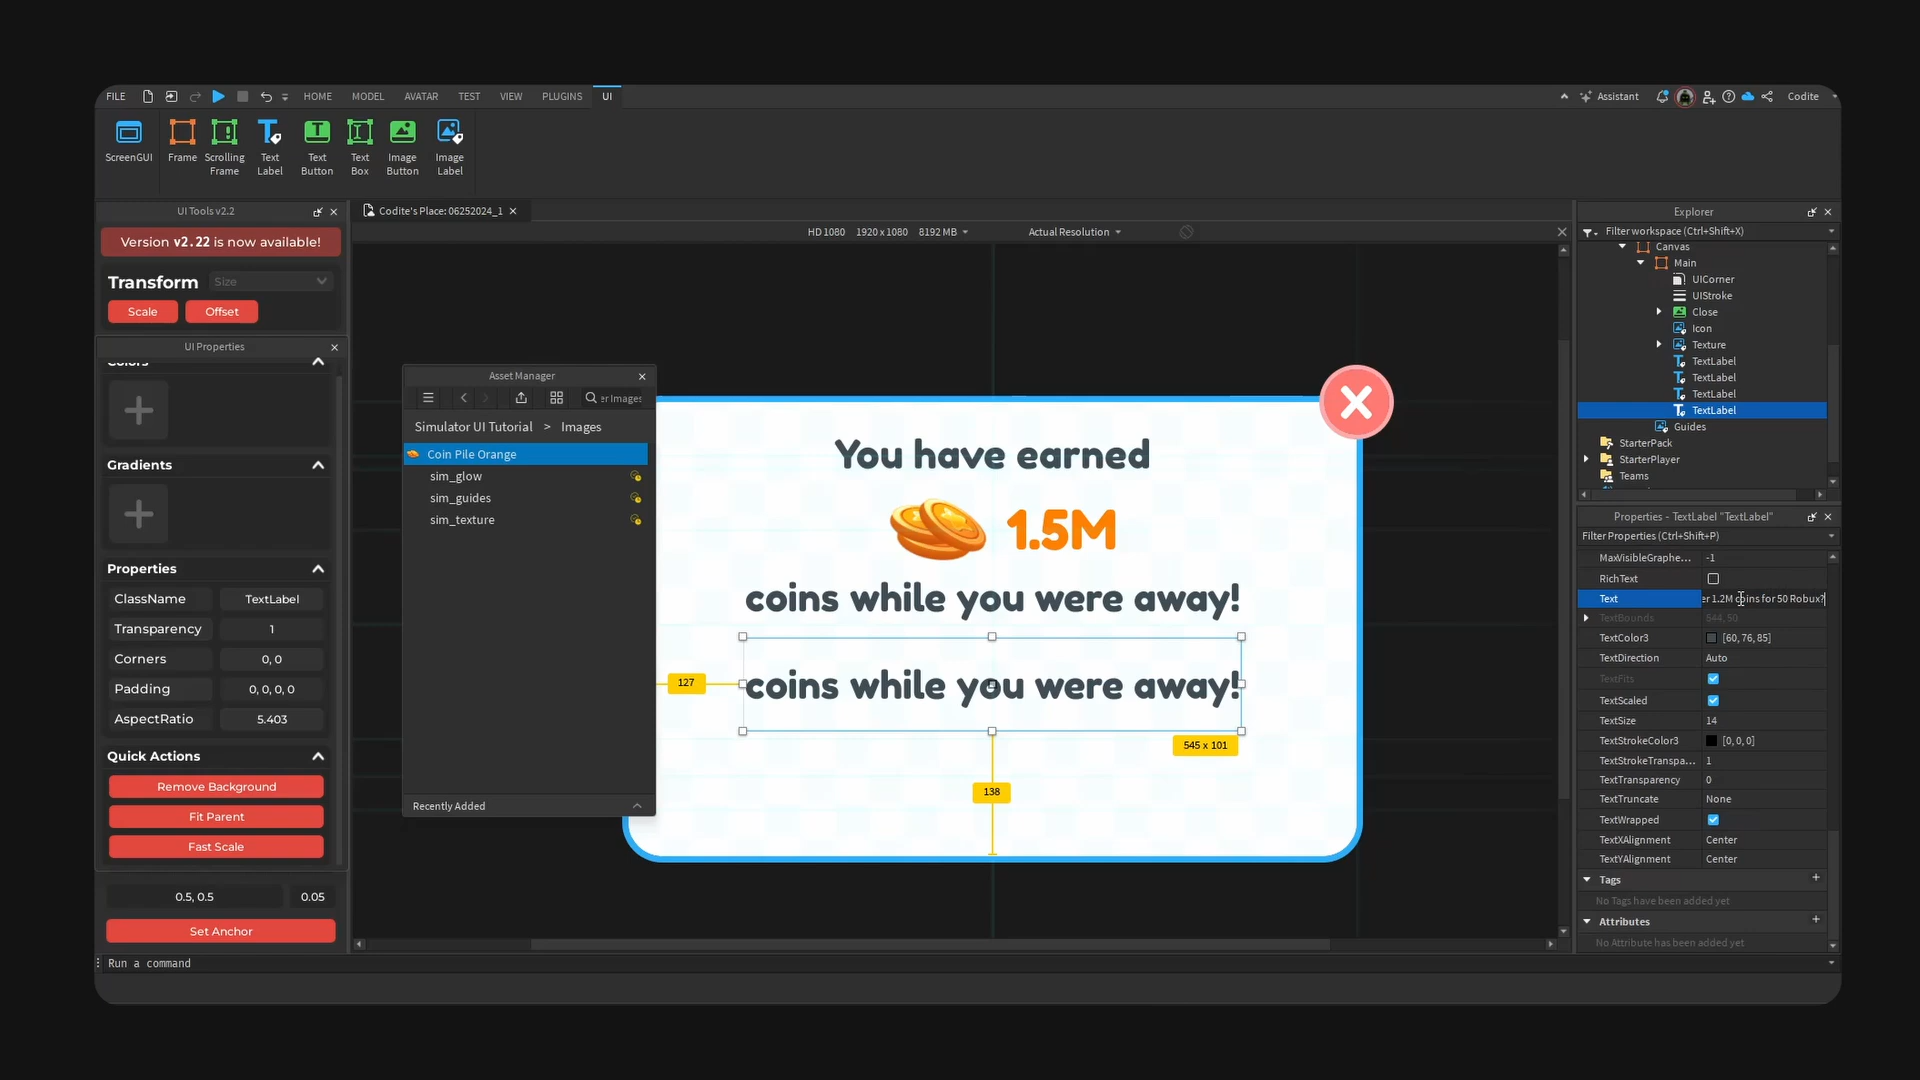 FILE HOME MODEL AVATAR TEST VIEW PLUGINS UI Assistant Codite
ScreenGUI Frame Scrolling Frame Text Label Text Button Text Box Image Button Image Label
UI Tools v2.2
Version v2.22 is now available!
Transform Size
Scale Offset
UI Properties
Colors
Gradients
Properties
ClassName TextLabel
Transparency 1
Corners 0, 0
Padding 0, 0, 0, 0
AspectRatio 5.403
Quick Actions
Remove Background
Fit Parent
Fast Scale
0.5, 0.5 0.05
Set Anchor
Run a command
Codite's Place: 06252024_1
HD 1080 1920 x 1080 8192 MB Actual Resolution
Asset Manager
er Images
Simulator UI Tutorial > Images
Coin Pile Orange
sim_glow
sim_guides
sim_texture
Recently Added
You have earned
1.5M
coins while you were away!
coins while you were away!
127
545 x 101
138
Explorer
Filter workspace (Ctrl+Shift+X)
Canvas
Main
UICorner
UIStroke
Close
Icon
Texture
TextLabel
TextLabel
TextLabel
TextLabel
Guides
StarterPack
StarterPlayer
Teams
Properties - TextLabel "TextLabel"
Filter Properties (Ctrl+Shift+P)
MaxVisibleGraphe... -1
RichText
Text er 1.2M coins for 50 Robux?
TextBounds 544, 50
TextColor3 [60, 76, 85]
TextDirection Auto
TextFits
TextScaled
TextSize 14
TextStrokeColor3 [0, 0, 0]
TextStrokeTranspa... 1
TextTransparency 0
TextTruncate None
TextWrapped
TextXAlignment Center
TextYAlignment Center
Tags
No Tags have been added yet
Attributes
No Attribute has been added yet